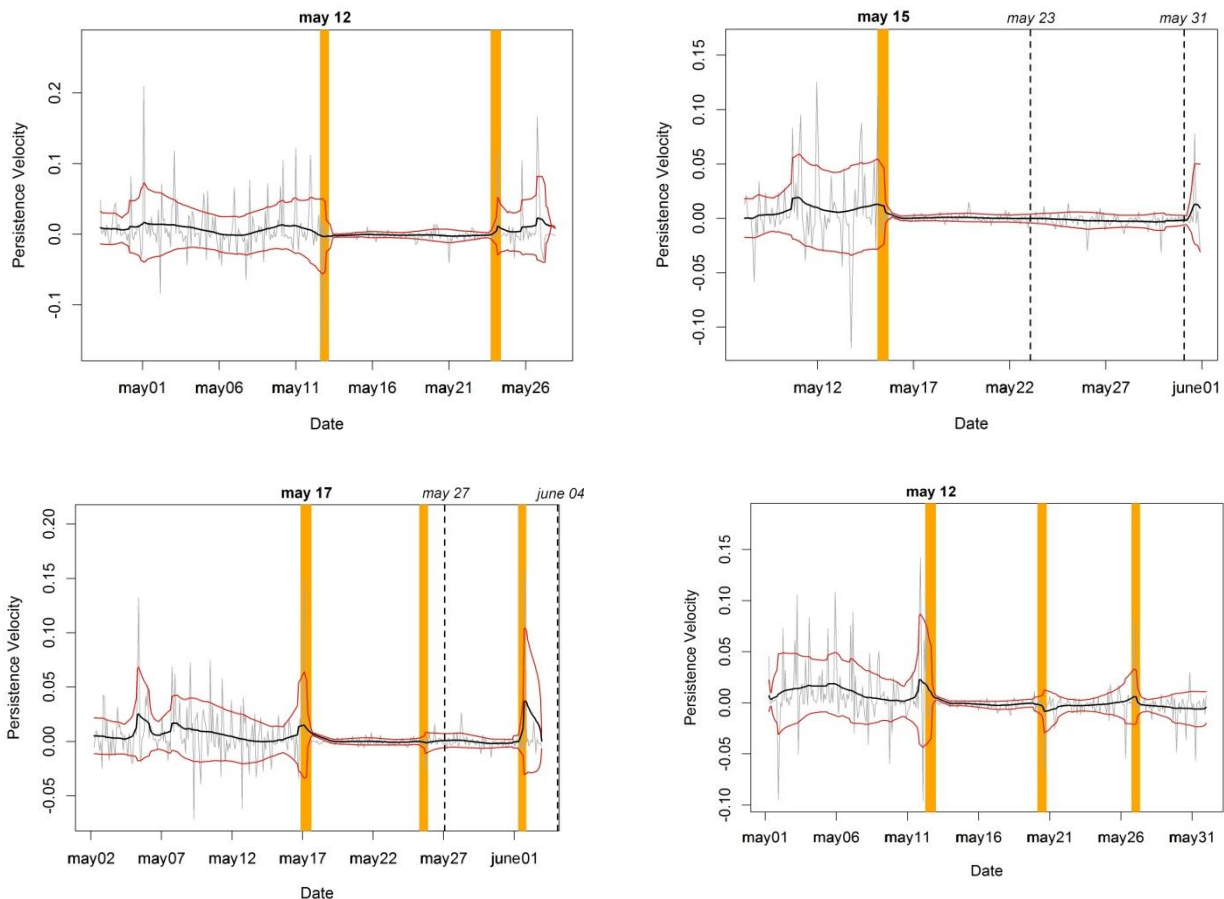 may 12
Persistence Velocity
0.2
0.1
0.0
-0.1
may01 may06 may11 may16 may21 may26
Date
may 15 may 23 may 31
Persistence Velocity
0.15
0.10
0.05
0.00
-0.05
-0.10
may12 may17 may22 may27 june01
Date
may 17 may 27 june 04
Persistence Velocity
0.20
0.15
0.10
0.05
0.00
-0.05
may02 may07 may12 may17 may22 may27 june01
Date
may 12
Persistence Velocity
0.15
0.10
0.05
0.00
-0.05
-0.10
may01 may06 may11 may16 may21 may26 may31
Date